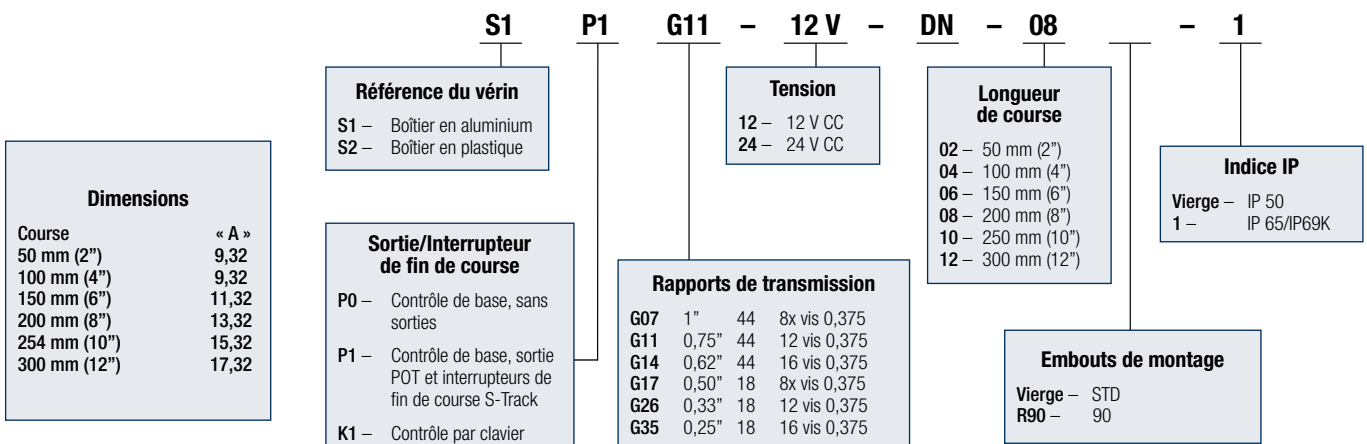 S1 P1 G11 – 12 V – DN – 08 – 1
Référence du vérin
S1 – Boîtier en aluminium
S2 – Boîtier en plastique
Tension
12 – 12 V CC
24 – 24 V CC
Longueur
de course
02 – 50 mm (2”)
04 – 100 mm (4”)
06 – 150 mm (6”)
08 – 200 mm (8”)
10 – 250 mm (10”)
12 – 300 mm (12”)
Indice IP
Vierge – IP 50
1 – IP 65/IP69K
Dimensions
Course « A »
50 mm (2”) 9,32
100 mm (4”) 9,32
150 mm (6”) 11,32
200 mm (8”) 13,32
254 mm (10”) 15,32
300 mm (12”) 17,32
Sortie/Interrupteur
de fin de course
P0 – Contrôle de base, sans
sorties
P1 – Contrôle de base, sortie
POT et interrupteurs de
fin de course S-Track
K1 – Contrôle par clavier
Rapports de transmission
G07 1” 44 8x vis 0,375
G11 0,75” 44 12 vis 0,375
G14 0,62” 44 16 vis 0,375
G17 0,50” 18 8x vis 0,375
G26 0,33” 18 12 vis 0,375
G35 0,25” 18 16 vis 0,375
Embouts de montage
Vierge – STD
R90 – 90